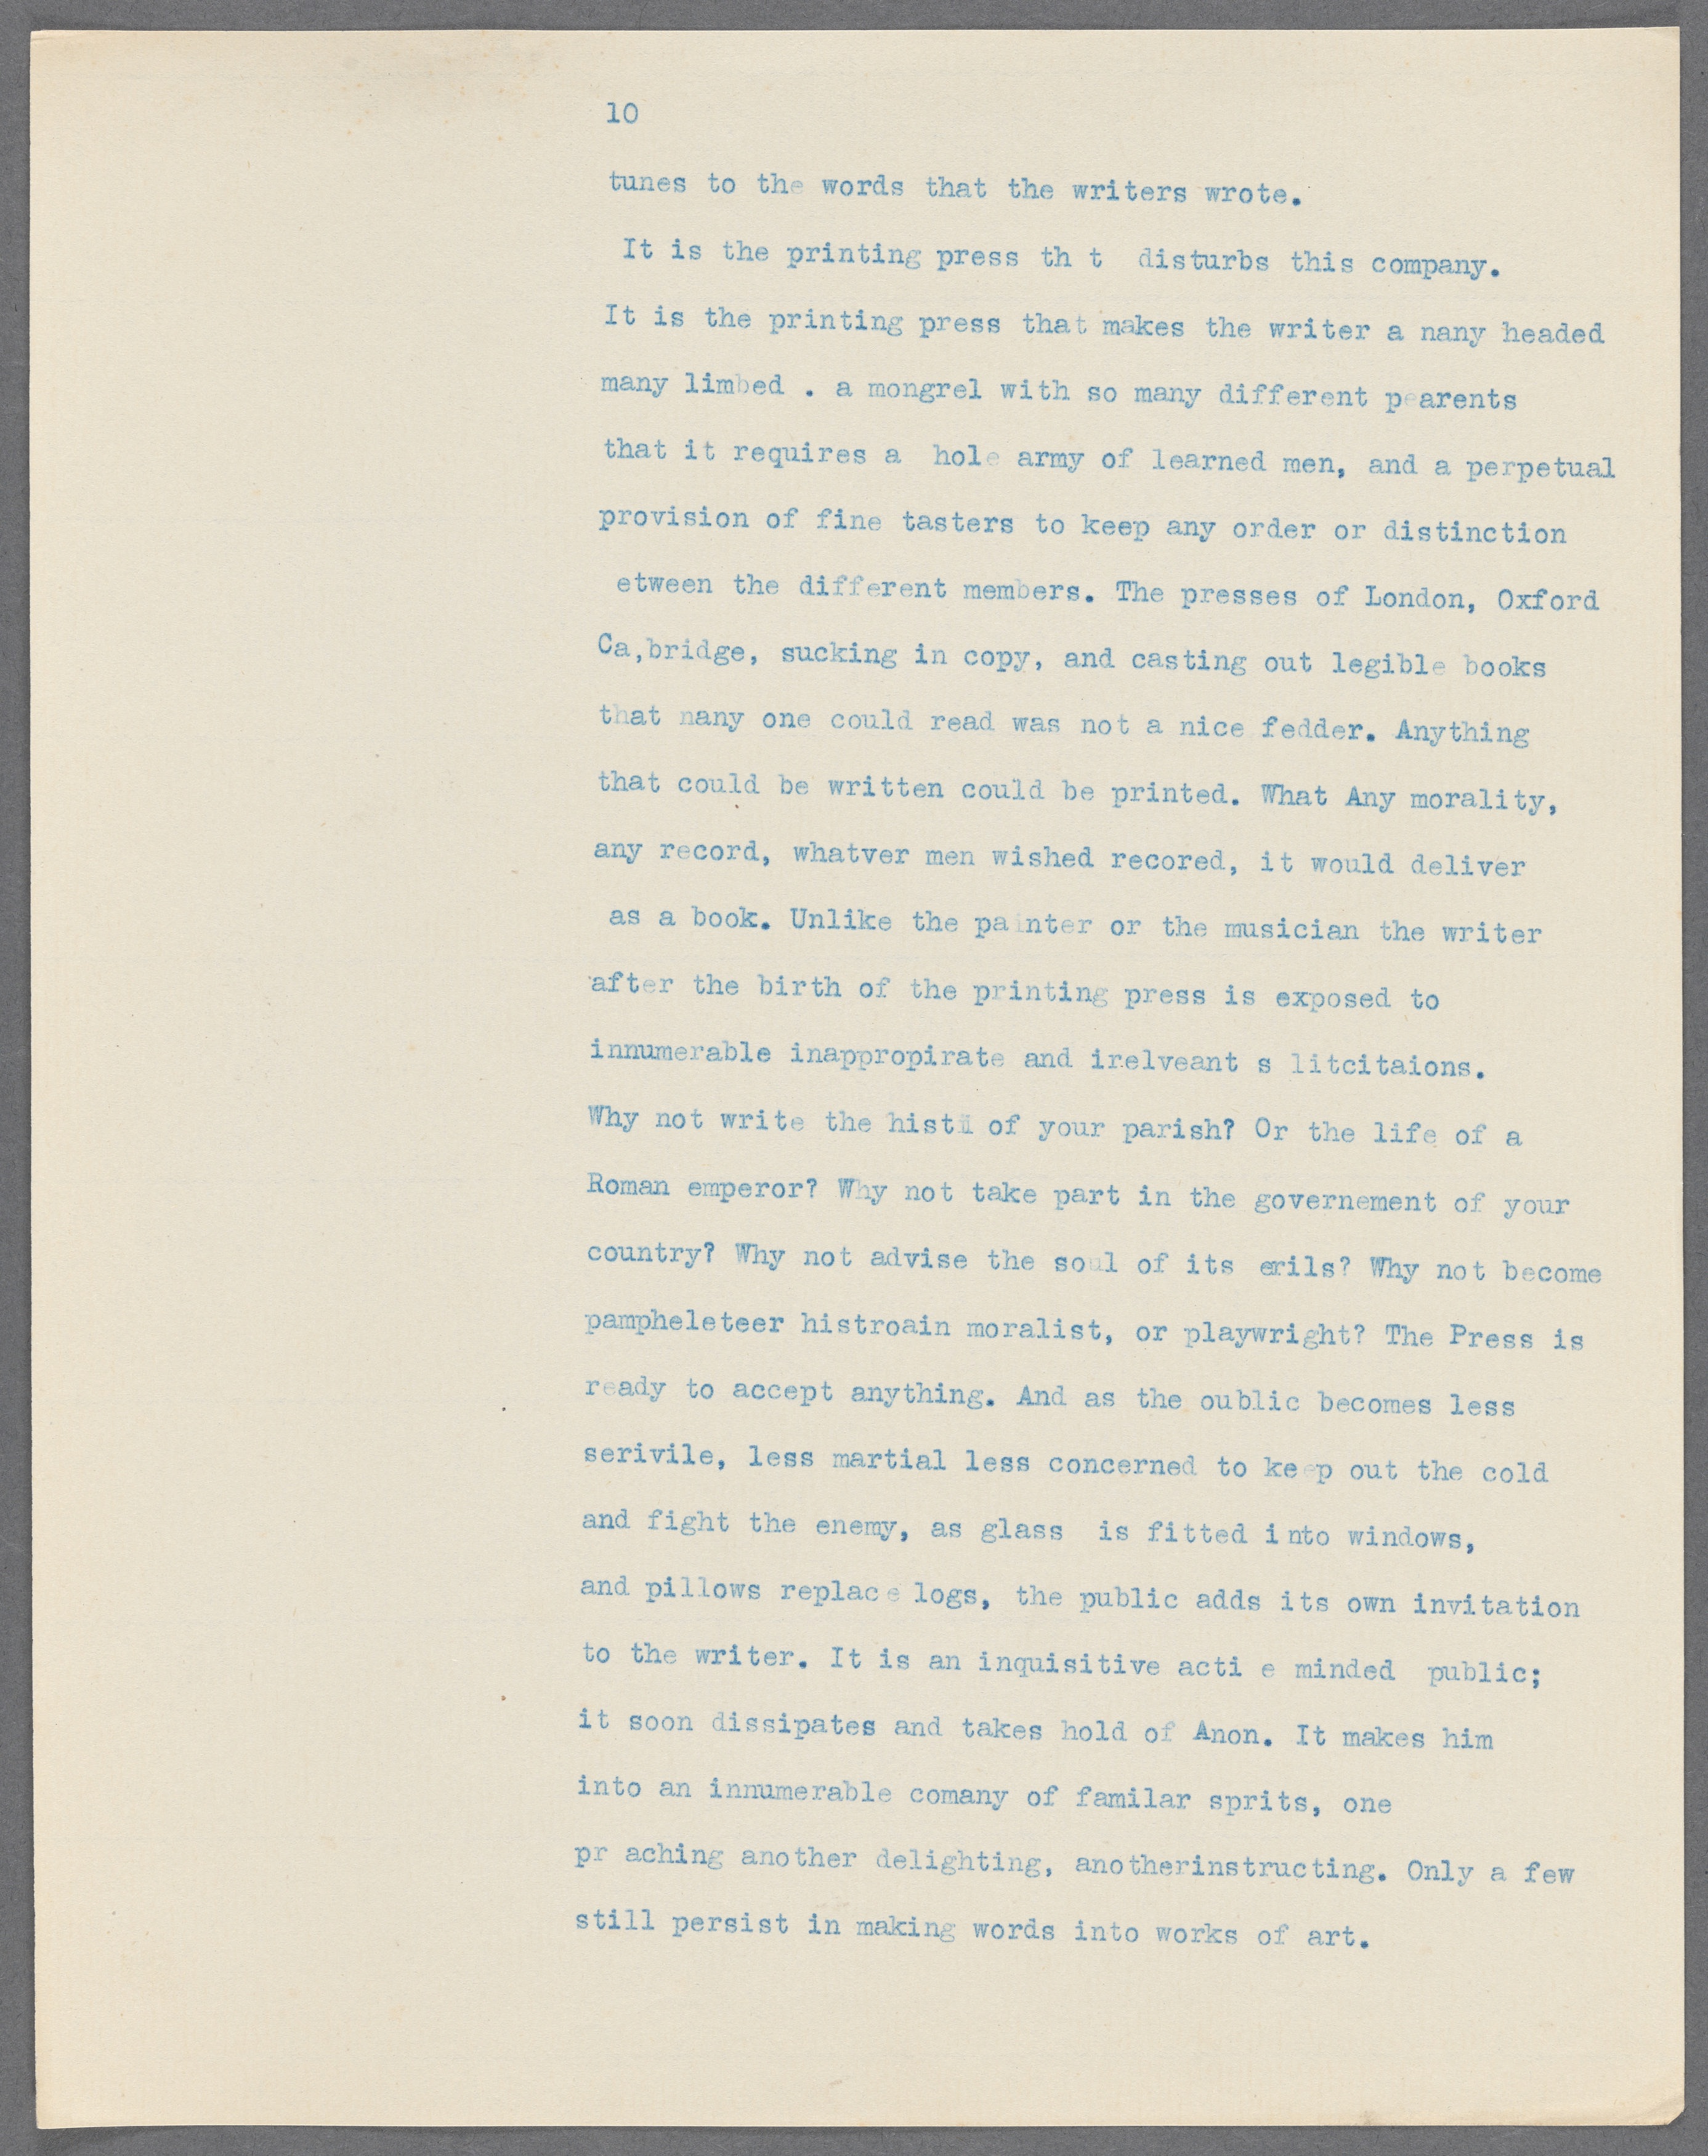 10
tunes to the words that the writers wrote.
It is the printing press th t disturbs this company.
It is the printing press that makes the writer a nany headed
many limbed . a mongrel with so many different pearents
that it requires a hole army of learned men, and a perpetual
provision of fine tasters to keep any order or distinction
etween the different members. The presses of London, Oxford
Ca,bridge, sucking in copy, and casting out legible books
that nany one could read was not a nice fedder. Anything
that could be written could be printed. What Any morality,
any record, whatver men wished recored, it would deliver
as a book. Unlike the painter or the musician the writer
after the birth of the printing press is exposed to
innumerable inappropirate and irelveant s litcitaions.
Why not write the of your parish? Or the life of a
Roman emperor? Why not take part in the governement of your
country? Why not advise the soul of its erils? Why not become
pampheleteer histroain moralist, or playwright? The Press is
ready to accept anything. And as the oublic becomes less
serivile, less martial less concerned to keep out the cold
and fight the enemy, as glass is fitted into windows,
and pillows replace logs, the public adds its own invitation
to the writer. It is an inquisitive acti e minded public;
it soon dissipates and takes hold of Anon. It makes him
into an innumerable comany of familar sprits, one
pr aching another delighting, anotherinstructing. Only a few
still persist in making words into works of art.